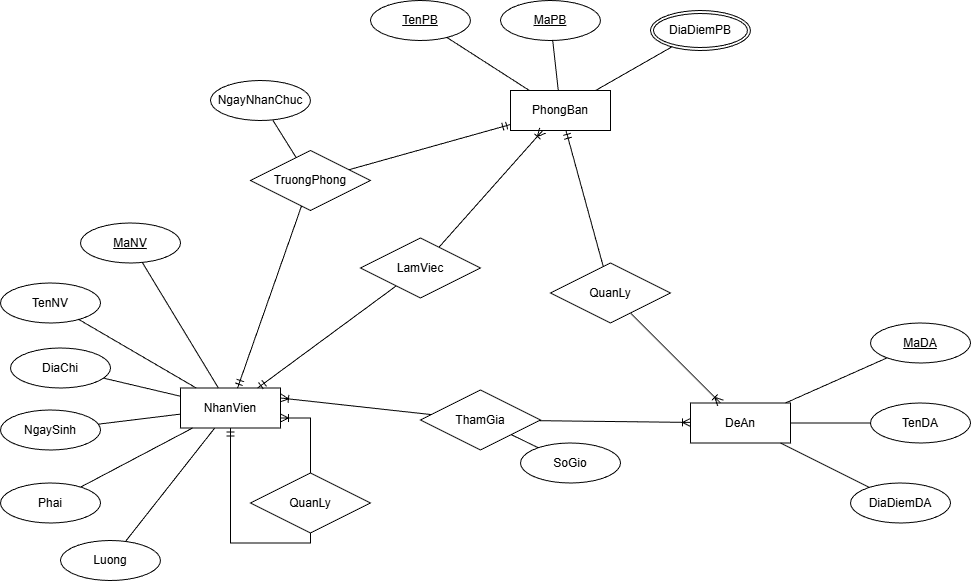 TenPB
MaPB
DiaDiemPB
NgayNhanChuc
PhongBan
TruongPhong
MaNV
LamViec
TenNV
QuanLy
DiaChi
MaDA
NhanVien
ThamGia
DeAn
TenDA
NgaySinh
SoGio
Phai
QuanLy
DiaDiemDA
Luong